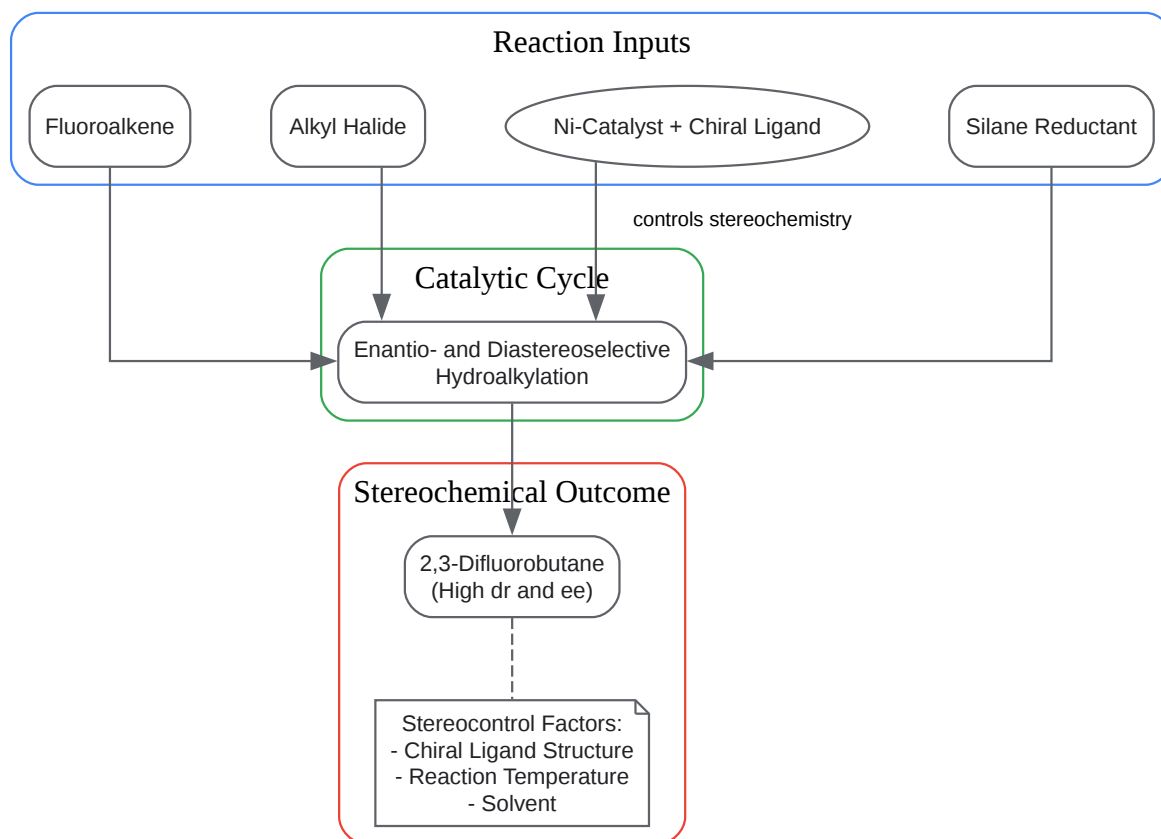 Reaction Inputs
Fluoroalkene
Alkyl Halide
Ni-Catalyst + Chiral Ligand
Silane Reductant
controls stereochemistry
Catalytic Cycle
Enantio- and Diastereoselective
Hydroalkylation
Stereochemical Outcome
2,3-Difluorobutane
(High dr and ee)
Stereocontrol Factors:
- Chiral Ligand Structure
- Reaction Temperature
- Solvent